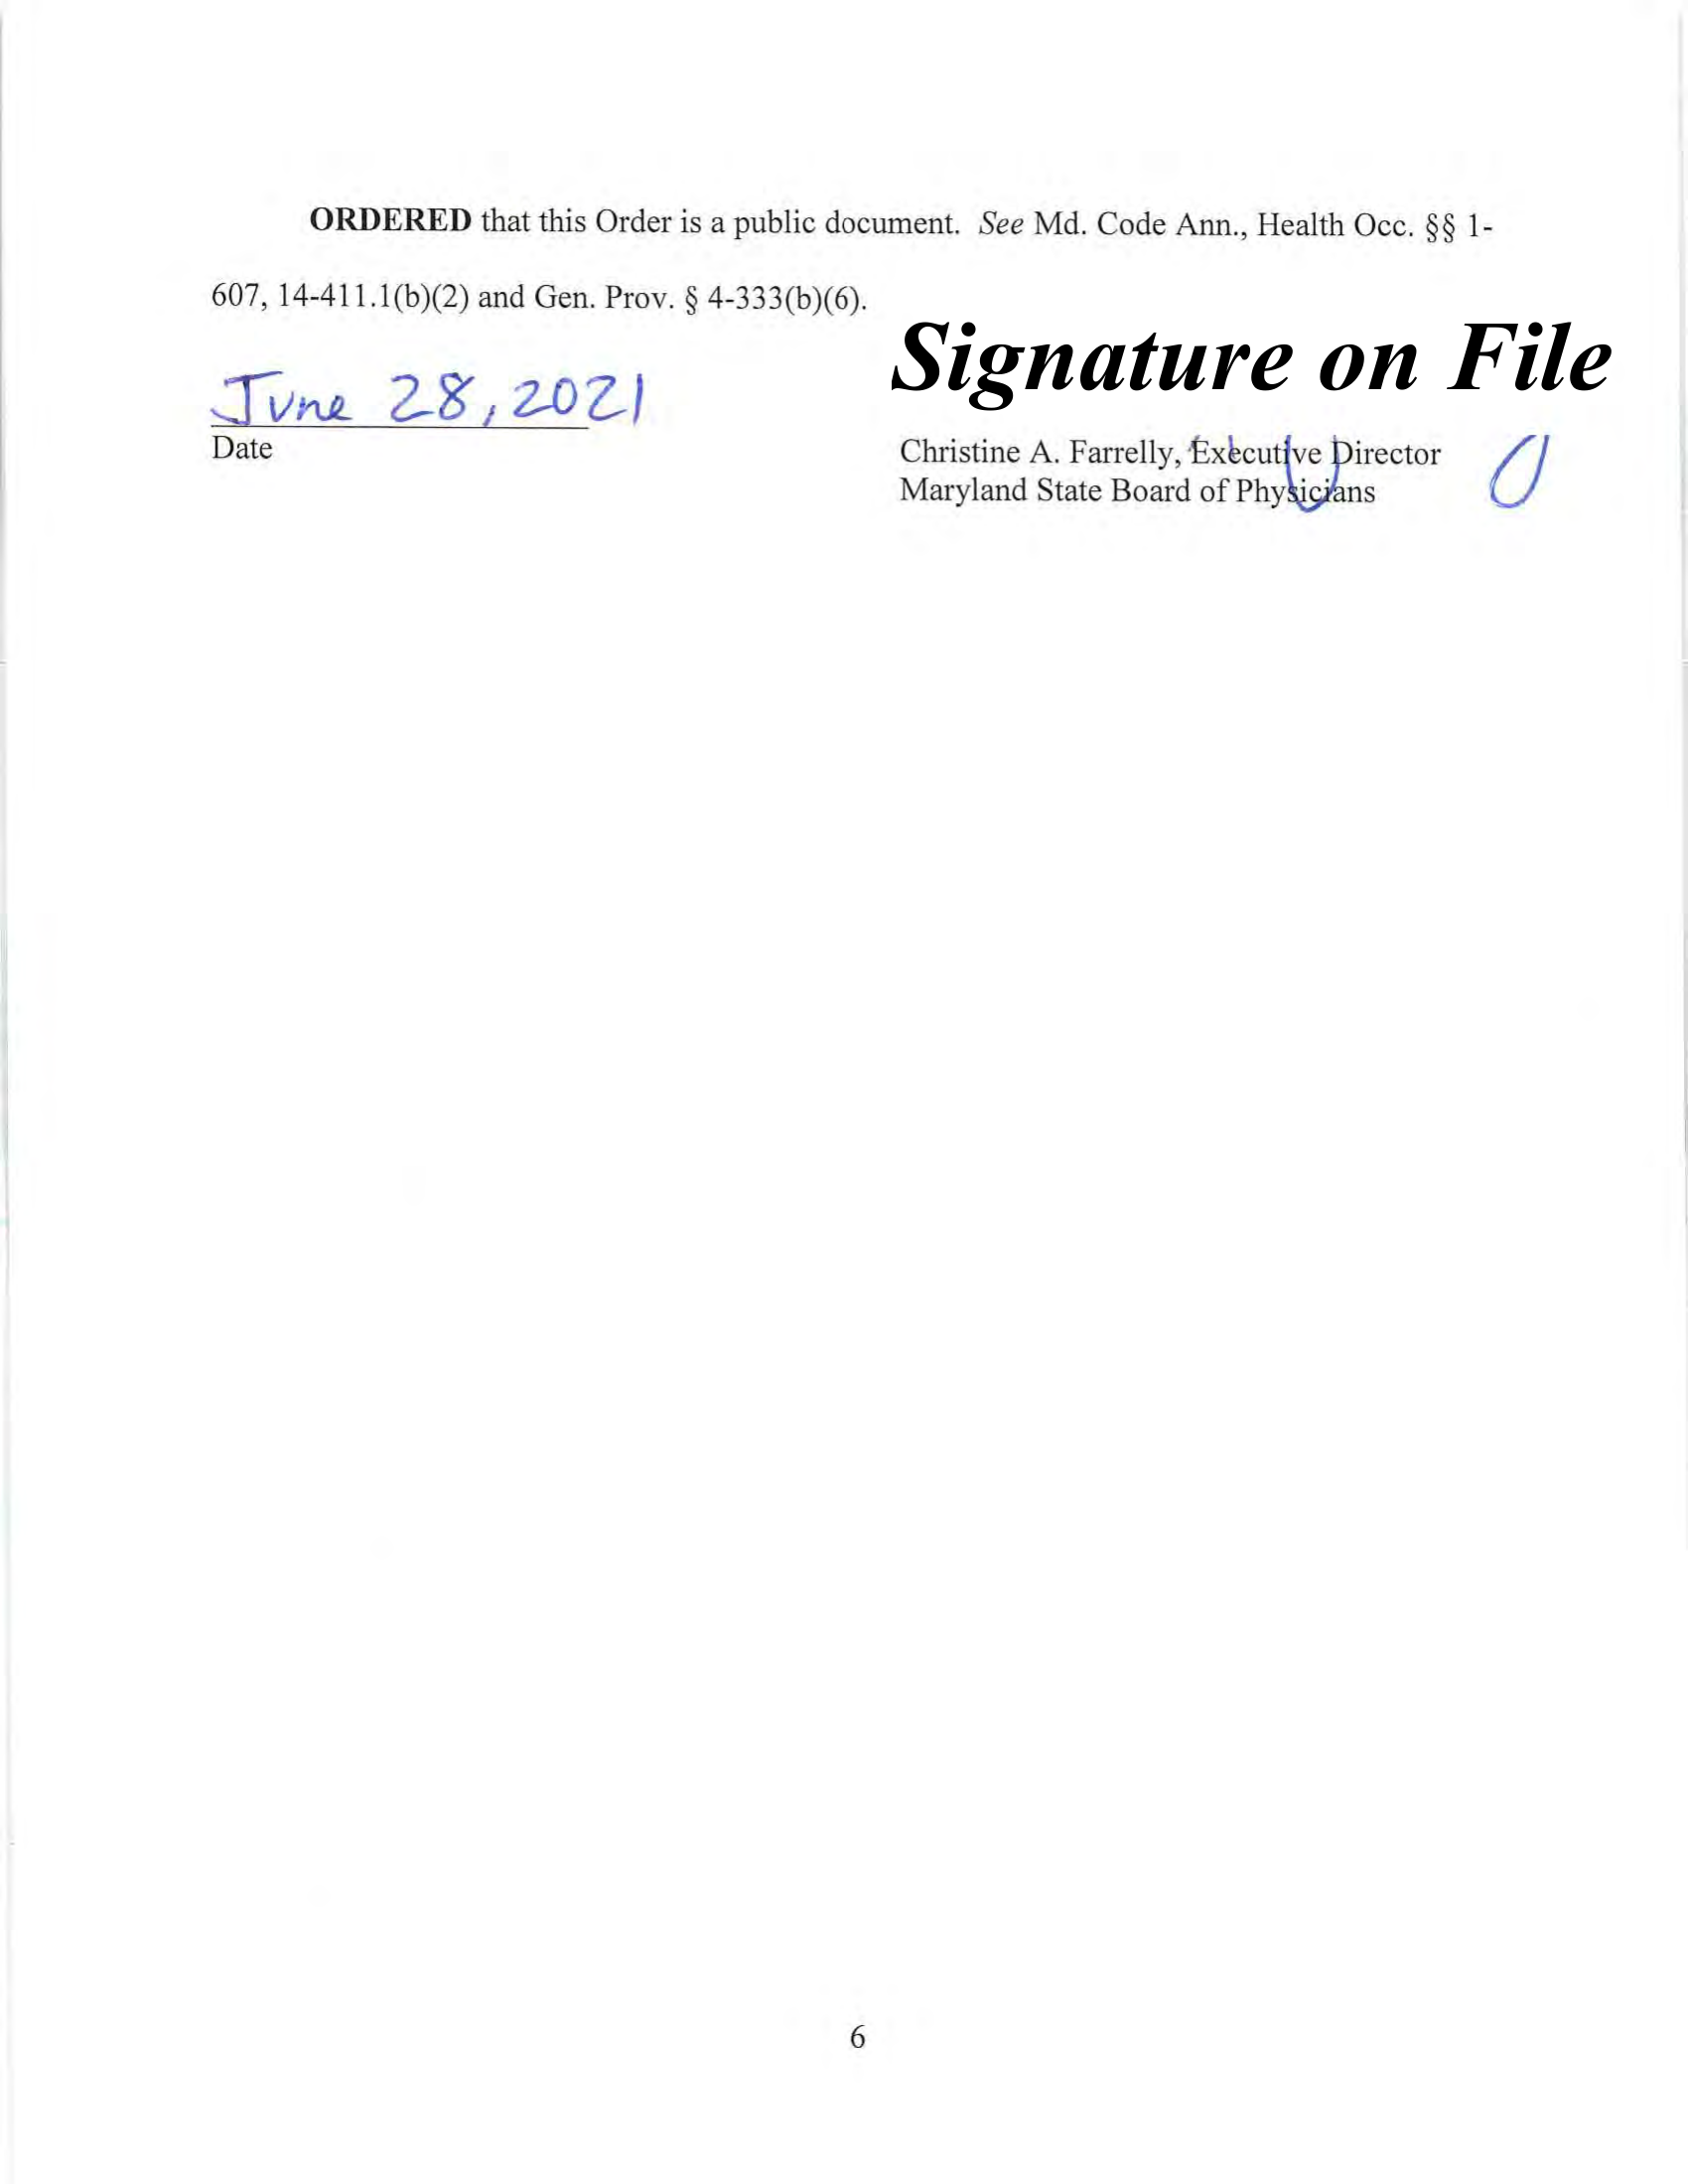 ORDERED that this Order is a public document. See Md. Code Ann., Health Occ. §§ 1-
607, 14-411.1(b)(2) and Gen. Prov. § 4-333(b)(6).
Signature on File
June 28, 2021
Date
Christine A. Farrelly, Executive Director
Maryland State Board of Physicians
6